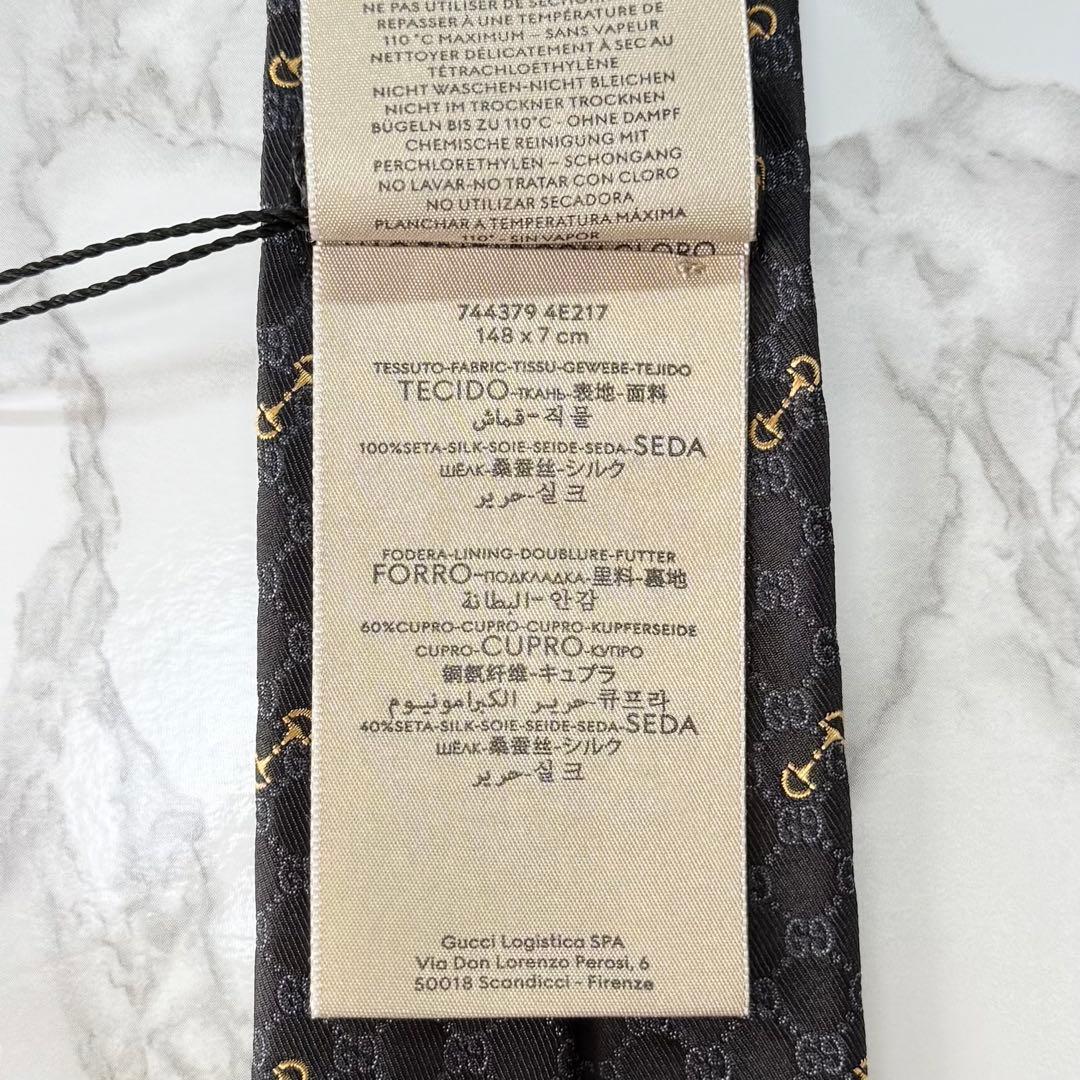 NE PAS UTILISER DE
REPASSER À UNE TEMPÉRATURE DE
110 °C MAXIMUM – SANS VAPEUR
NETTOYER DÉLICATEMENT À SEC AU
TÉTRACHLOÉTHYLÈNE
NICHT WASCHEN-NICHT BLEICHEN
NICHT IM TROCKNER TROCKNEN
BÜGELN BIS ZU 110°C - OHNE DAMPF
CHEMISCHE REINIGUNG MIT
PERCHLORETHYLEN – SCHONGANG
NO LAVAR-NO TRATAR CON CLORO
NO UTILIZAR SECADORA
PLANCHAR A TEMPERATURA MÁXIMA
110° SIN VAPOR
CLORO
744379 4E217
148 x 7 cm
TESSUTO-FABRIC-TISSU-GEWEBE-TEJIDO
TECIDO-ТКАНЬ-表地-面料
قماش-직물
100%SETA-SILK-SOIE-SEIDE-SEDA-SEDA
ШЁЛК-桑蚕丝-シルク
حرير-실크
FODERA-LINING-DOUBLURE-FUTTER
FORRO-ПОДКЛАДКА-里料-裏地
البطانة-안감
60%CUPRO-CUPRO-CUPRO-KUPFERSEIDE
CUPRO-CUPRO-КУПРО
铜氨纤维-キュプラ
حرير الكبرامونيوم-큐프라
40%SETA-SILK-SOIE-SEIDE-SEDA-SEDA
ШЁЛК-桑蚕丝-シルク
حرير-실크
Gucci Logistica SPA
Via Don Lorenzo Perosi, 6
50018 Scandicci - Firenze